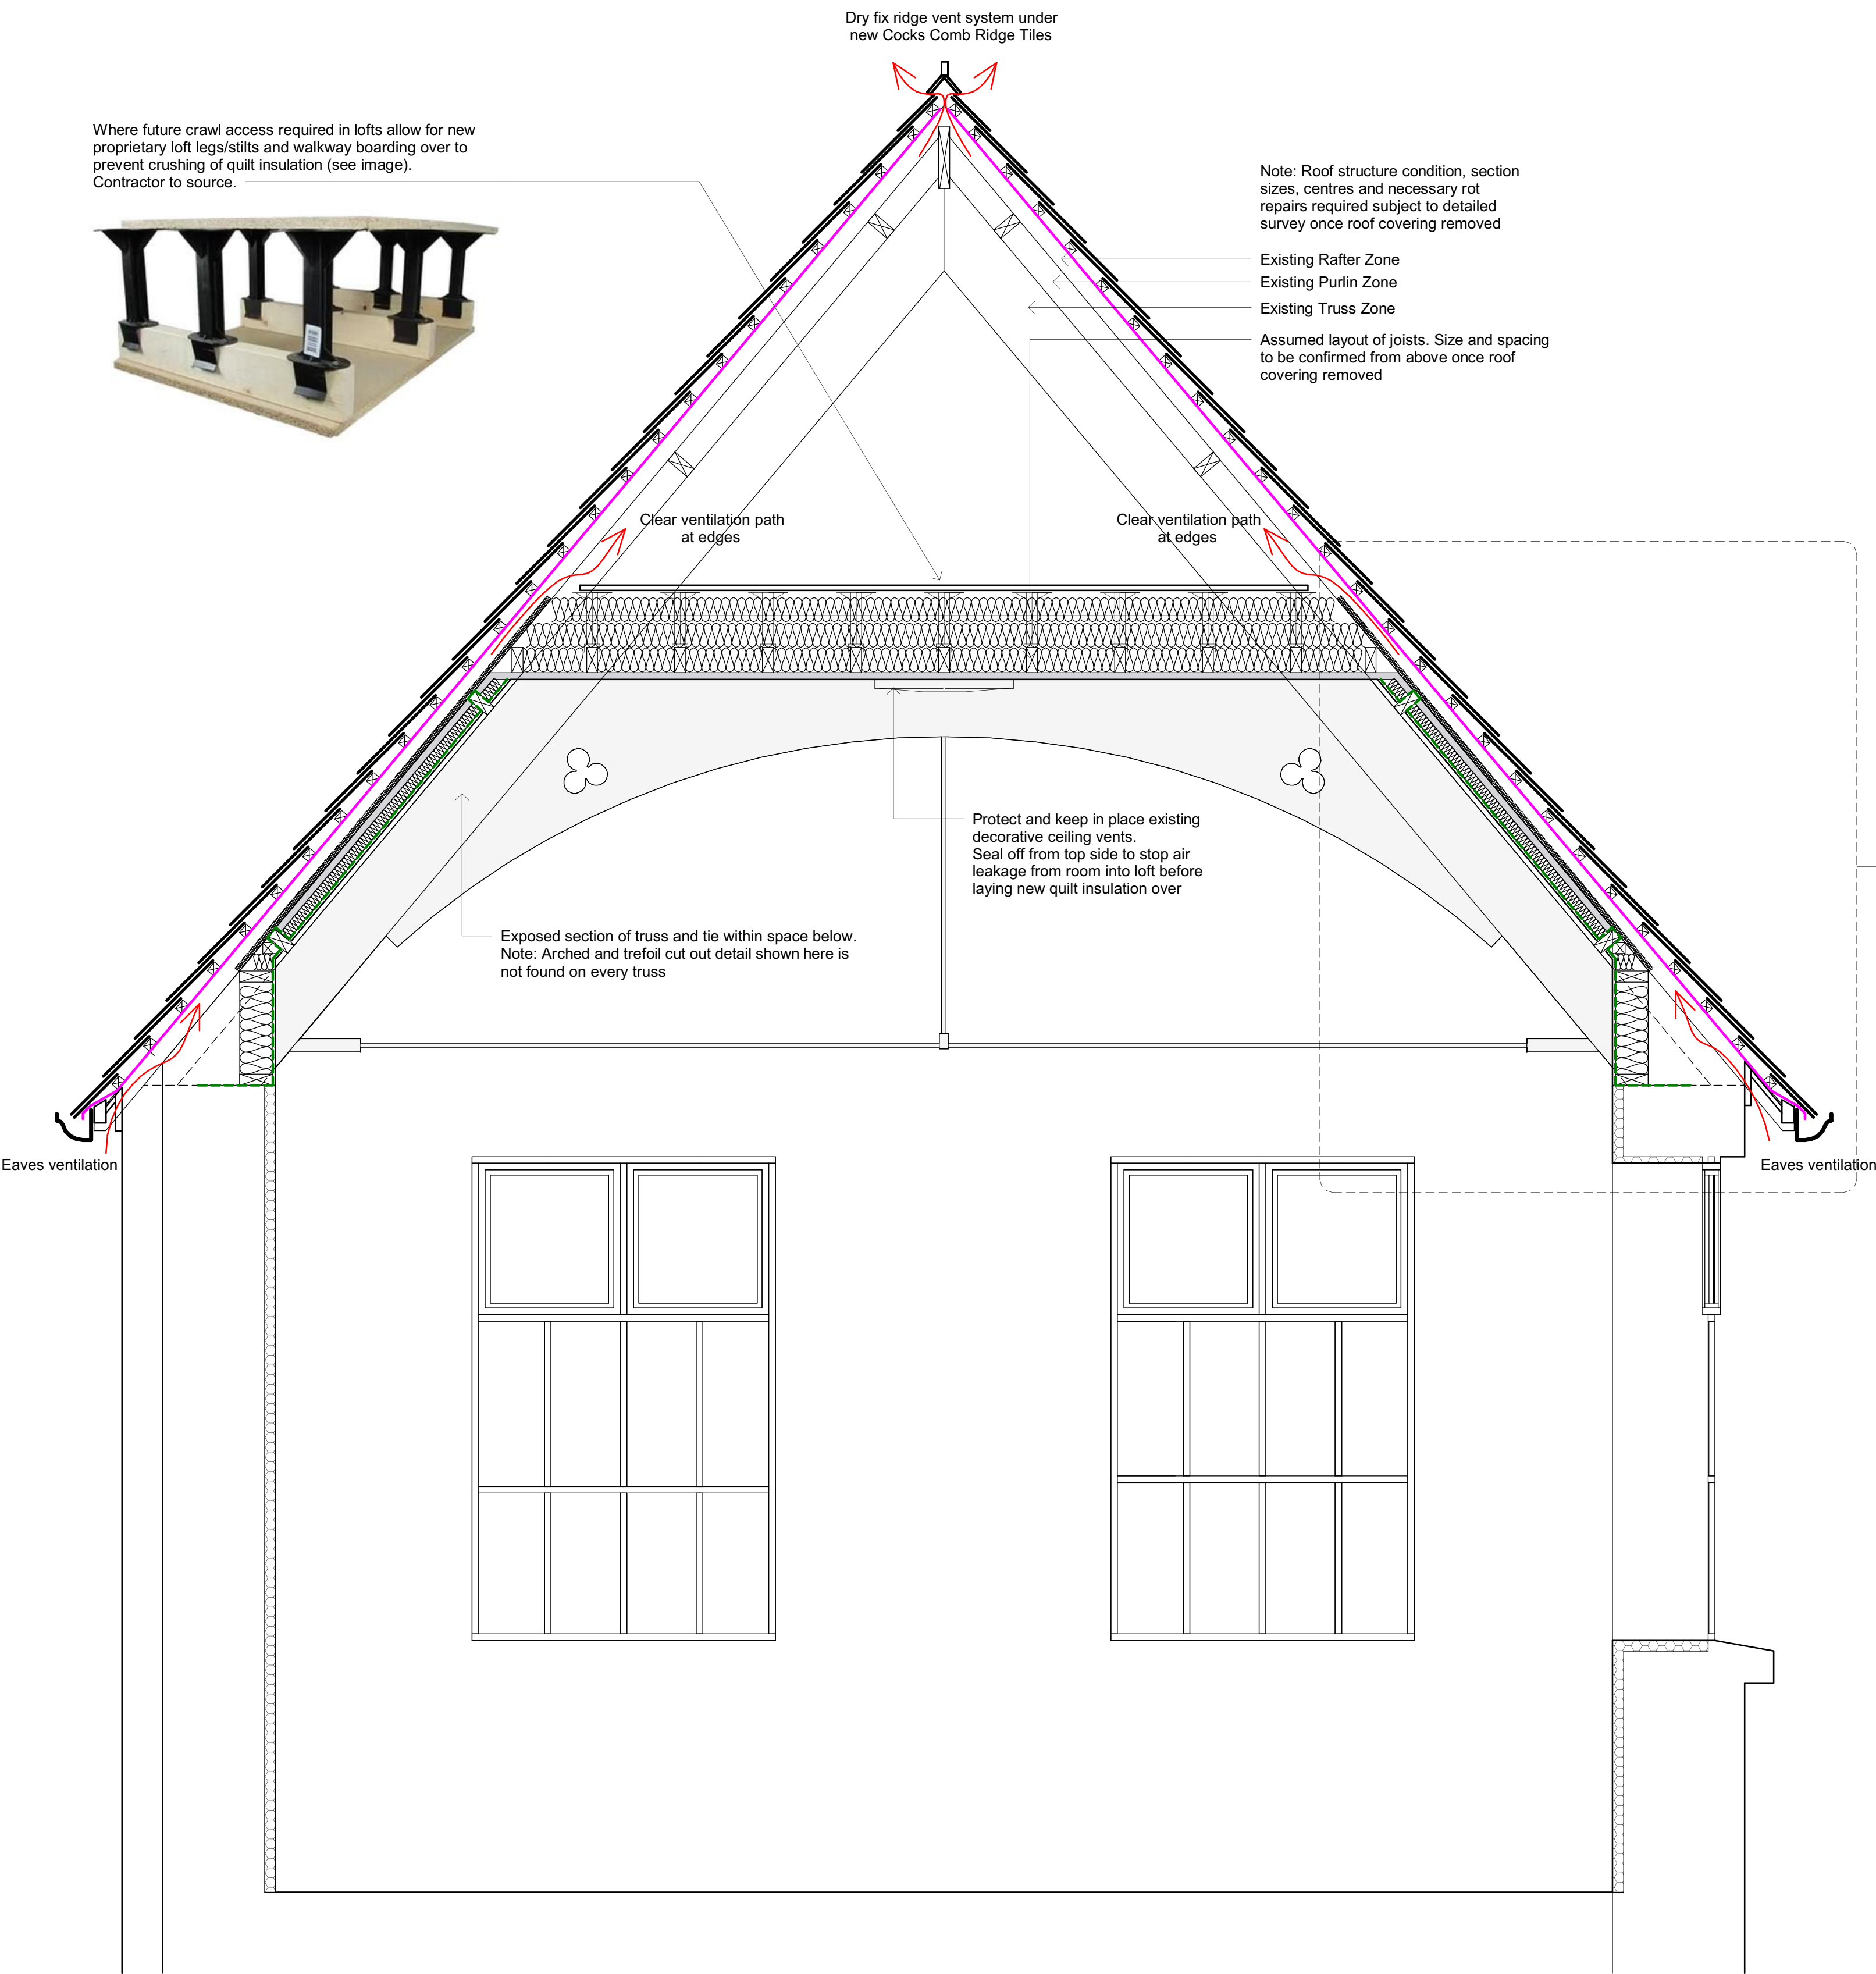 Dry fix ridge vent system under
new Cocks Comb Ridge Tiles
Where future crawl access required in lofts allow for new
proprietary loft legs/stilts and walkway boarding over to
prevent crushing of quilt insulation (see image).
Contractor to source.
Note: Roof structure condition, section
sizes, centres and necessary rot
repairs required subject to detailed
survey once roof covering removed
Existing Rafter Zone
Existing Purlin Zone
Existing Truss Zone
Assumed layout of joists. Size and spacing
to be confirmed from above once roof
covering removed
Clear ventilation path
at edges
Clear ventilation path
at edges
Protect and keep in place existing
decorative ceiling vents.
Seal off from top side to stop air
leakage from room into loft before
laying new quilt insulation over
Exposed section of truss and tie within space below.
Note: Arched and trefoil cut out detail shown here is
not found on every truss
Eaves ventilation
Eaves ventilation